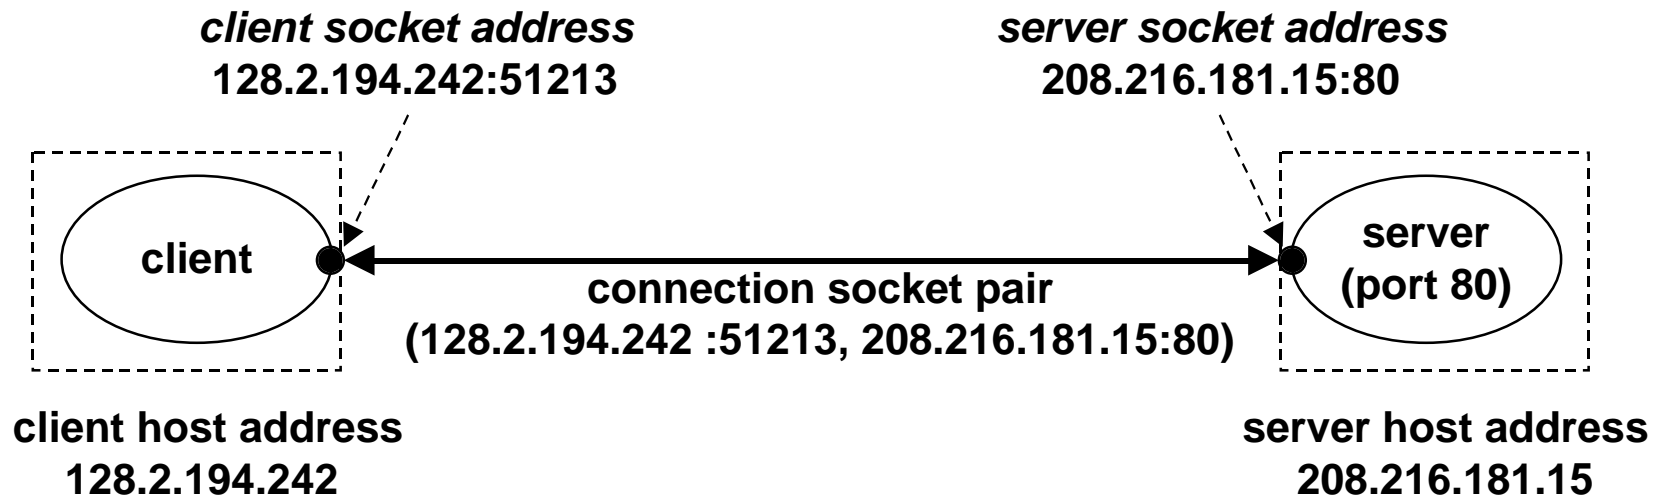 client socket address
128.2.194.242:51213
server socket address
208.216.181.15:80
client
server
(port 80)
connection socket pair
(128.2.194.242 :51213, 208.216.181.15:80)
client host address
128.2.194.242
server host address
208.216.181.15